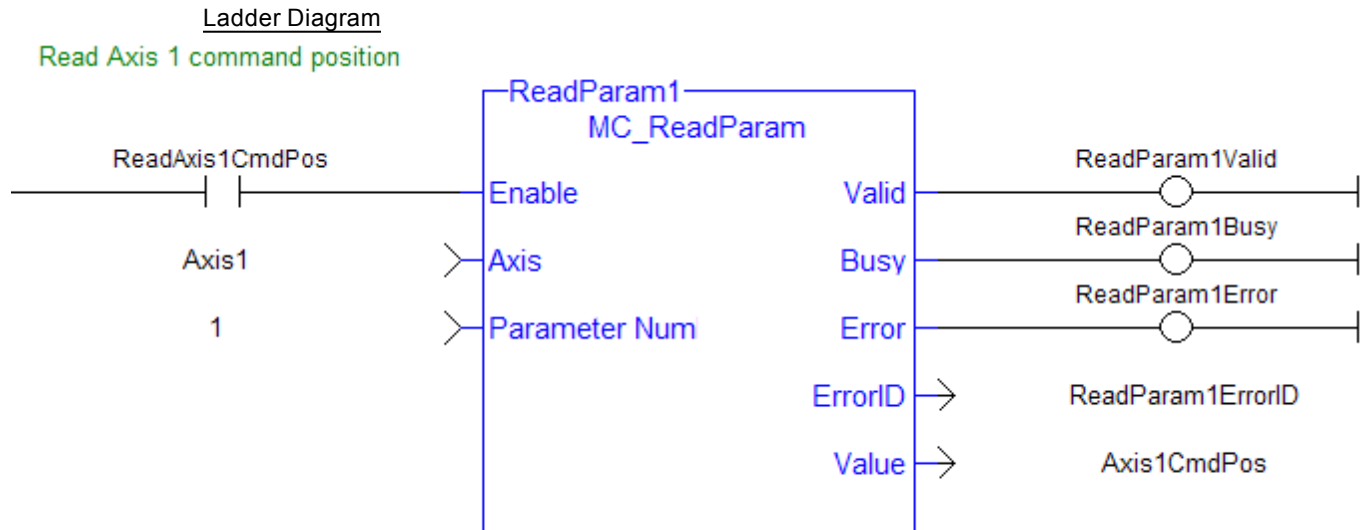 Ladder Diagram
Read Axis 1 command position
ReadParam1
MC_ReadParam
ReadAxis1CmdPos
ReadParam1Valid
Enable
Valid
ReadParam1Busy
Axis1
Axis
Busy
ReadParam1Error
1
Parameter Num
Error
ErrorID
ReadParam1ErrorID
Value
Axis1CmdPos